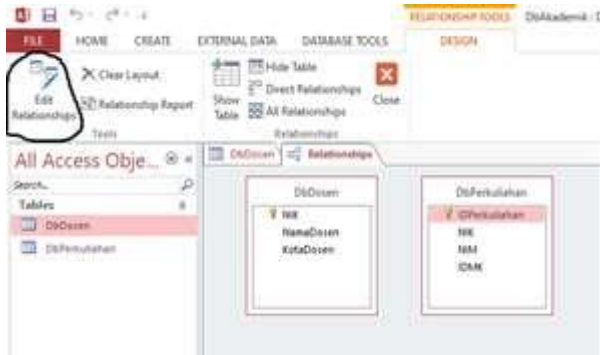 RELATIONSHIP TOOLS
DbAkademik : D
FILE HOME CREATE EXTERNAL DATA DATABASE TOOLS DESIGN
Edit Relationships
Clear Layout
Relationship Report
Tools
Show Table
Hide Table
Direct Relationships
All Relationships
Close
Relationships
All Access Obje...
Search...
Tables
DbDosen
DbPerkuliahan
DbDosen
Relationships
DbDosen
NIK
NamaDosen
KotaDosen
DbPerkuliahan
IDPerkuliahan
NIK
NIM
IDMK